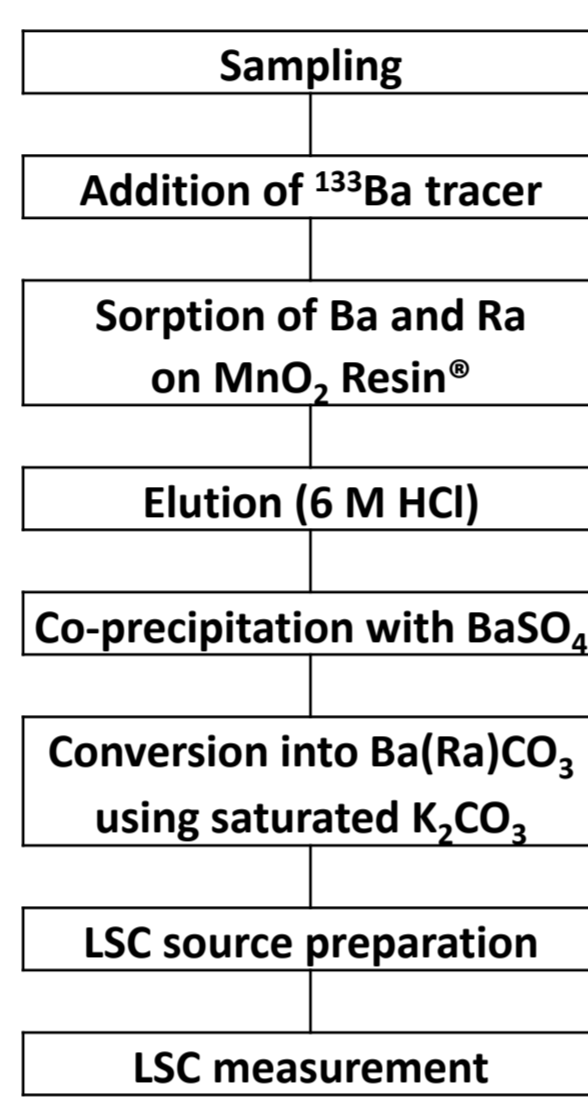 Sampling
Addition of ¹³³Ba tracer
Sorption of Ba and Ra
on MnO₂ Resin®
Elution (6 M HCl)
Co-precipitation with BaSO₄
Conversion into Ba(Ra)CO₃
using saturated K₂CO₃
LSC source preparation
LSC measurement